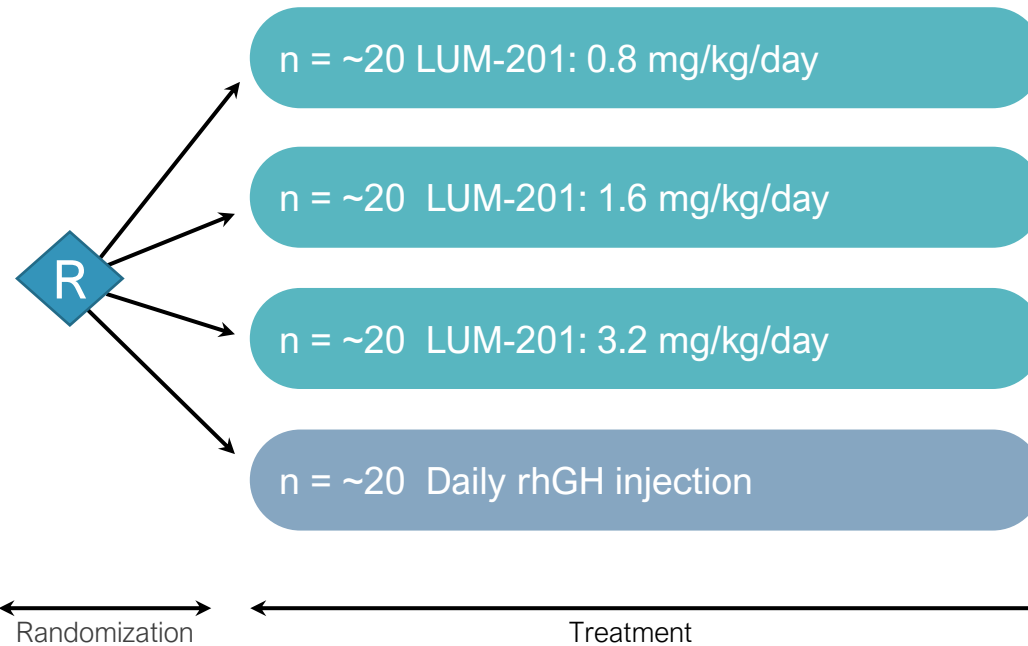 n = ~20 LUM-201: 0.8 mg/kg/day
n = ~20 LUM-201: 1.6 mg/kg/day
R
n = ~20 LUM-201: 3.2 mg/kg/day
n = ~20 Daily rhGH injection
Randomization
Treatment